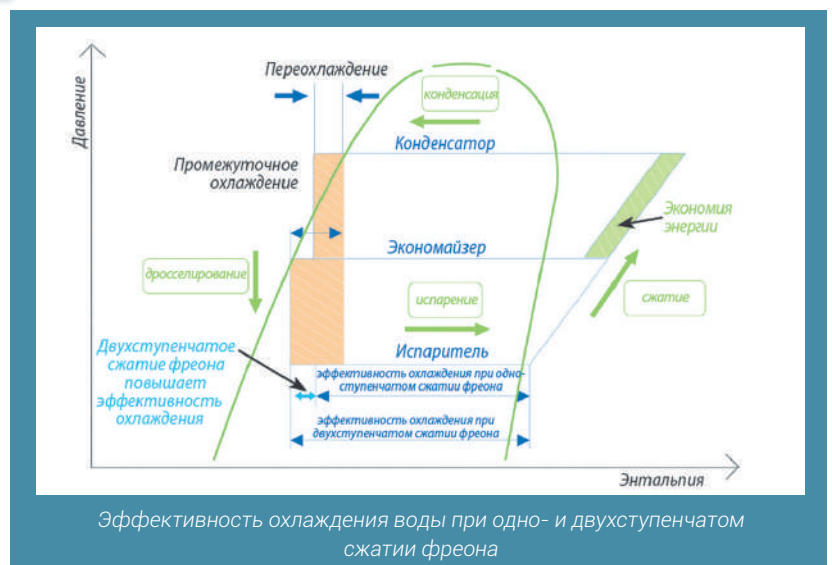 Давление
Переохлаждение
конденсация
Конденсатор
Промежуточное
охлаждение
Экономия
энергии
Экономайзер
дросселирование
испарение
сжатие
Двухступенчатое
сжатие фреона
повышает
эффективность
охлаждения
Испаритель
эффективность охлаждения при одно-
ступенчатом сжатии фреона
эффективность охлаждения при
двухступенчатом сжатии фреона
Энтальпия
Эффективность охлаждения воды при одно- и двухступенчатом
сжатии фреона